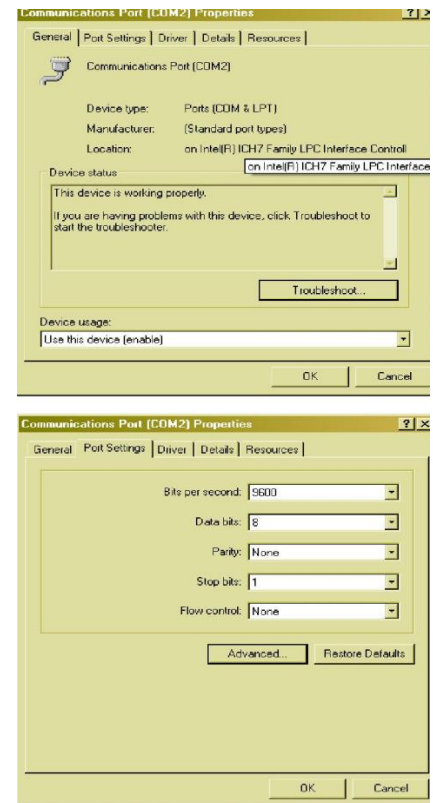 Communications Port (COM2) Properties
General Port Settings Driver Details Resources
Communications Port (COM2)
Device type: Ports (COM & LPT)
Manufacturer: (Standard port types)
Location: on Intel(R) ICH7 Family LPC Interface Controll
on Intel(R) ICH7 Family LPC Interface
Device status
This device is working properly.
If you are having problems with this device, click Troubleshoot to
start the troubleshooter.
Troubleshoot...
Device usage:
Use this device (enable)
OK Cancel
Communications Port (COM2) Properties
General Port Settings Driver Details Resources
Bits per second: 9600
Data bits: 8
Parity: None
Stop bits: 1
Flow control: None
Advanced... Restore Defaults
OK Cancel